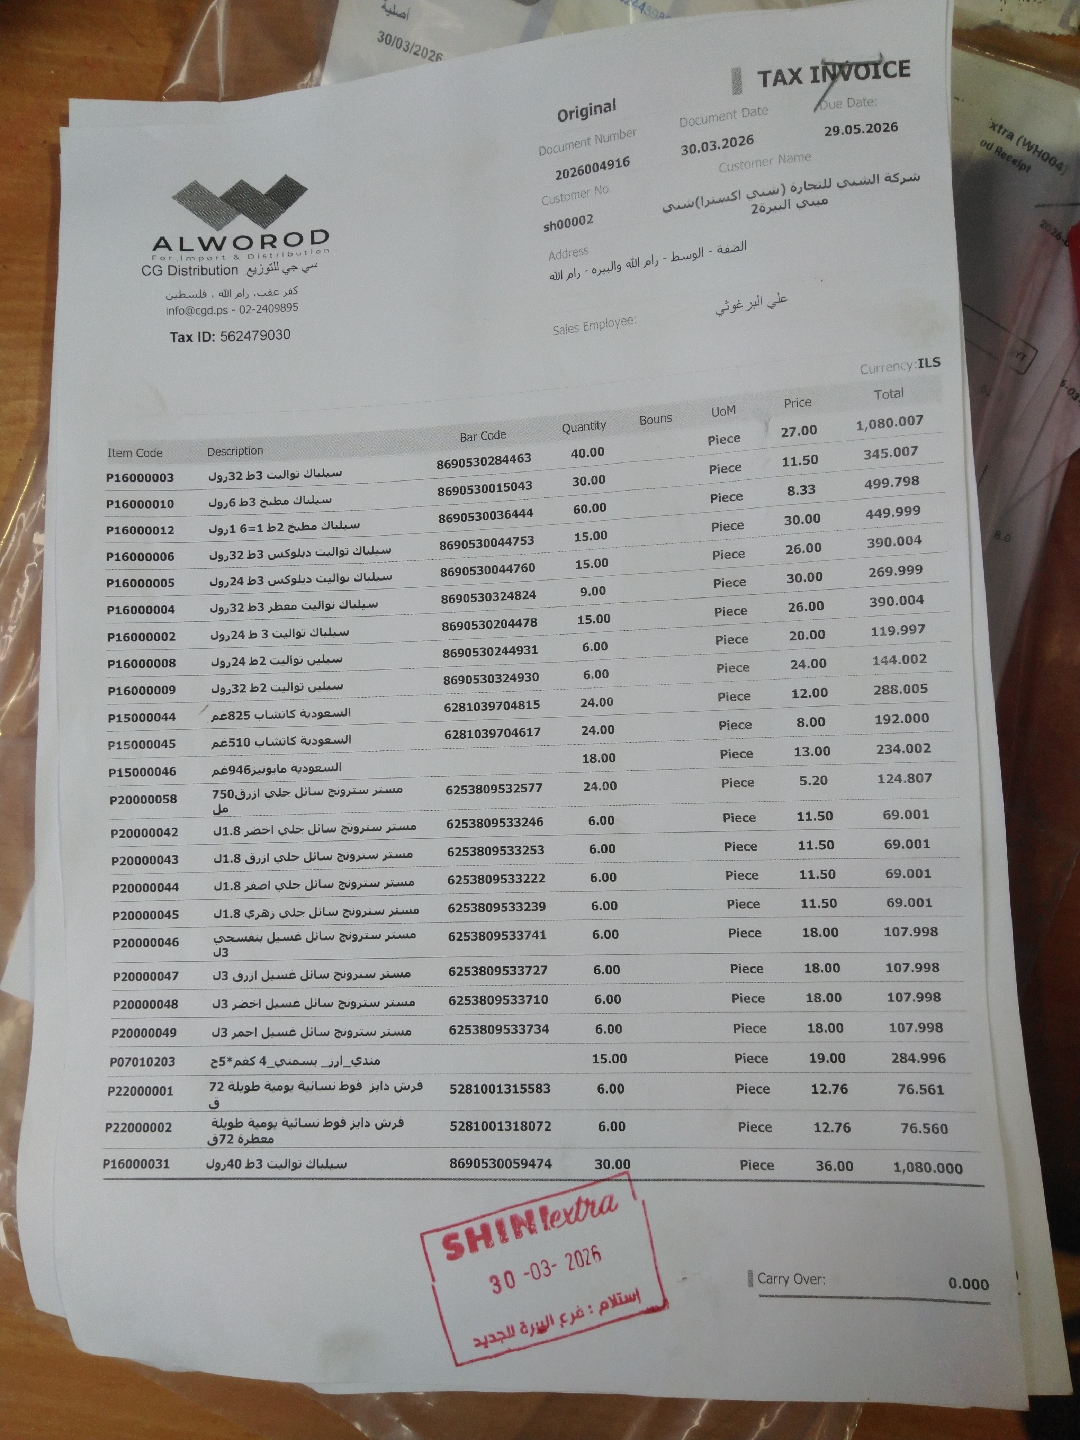 أصلية
30/03/2026
TAX INVOICE
Original
Document Number
Document Date
Due Date:
2026004916
30.03.2026
29.05.2026
Customer No.
Customer Name
sh00002
شركة الشني للتجارة (شني اكسترا)شني
ميني البيرة2
Address
الضفة - الوسط - رام الله والبيره - رام الله
Sales Employee:
علي البرغوثي
ALWOROD
For Import & Distribution
CG Distribution سي جي للتوزيع
كفر عقب، رام الله ، فلسطين
info@cgd.ps - 02-2409895
Tax ID: 562479030
xtra (WH004)
od Receipt
Currency:ILS
Item Code Description Bar Code Quantity Bouns UoM Price Total
P16000003 سيلباك تواليت 3ط 32رول 8690530284463 40.00 Piece 27.00 1,080.007
P16000010 سيلباك مطبخ 3ط 6رول 8690530015043 30.00 Piece 11.50 345.007
P16000012 سيلباك مطبخ 2ط 1=6 1رول 8690530036444 60.00 Piece 8.33 499.798
P16000006 سيلباك تواليت ديلوكس 3ط 32رول 8690530044753 15.00 Piece 30.00 449.999
P16000005 سيلباك تواليت ديلوكس 3ط 24رول 8690530044760 15.00 Piece 26.00 390.004
P16000004 سيلباك تواليت معطر 3ط 32رول 8690530324824 9.00 Piece 30.00 269.999
P16000002 سيلباك تواليت 3 ط 24رول 8690530204478 15.00 Piece 26.00 390.004
P16000008 سيلين تواليت 2ط 24رول 8690530244931 6.00 Piece 20.00 119.997
P16000009 سيلين تواليت 2ط 32رول 8690530324930 6.00 Piece 24.00 144.002
P15000044 السعودية كاتشاب 825غم 6281039704815 24.00 Piece 12.00 288.005
P15000045 السعودية كاتشاب 510غم 6281039704617 24.00 Piece 8.00 192.000
P15000046 السعودية مايونيز946غم 18.00 Piece 13.00 234.002
P20000058 مستر سترونج سائل جلي ازرق750 6253809532577 24.00 Piece 5.20 124.807
مل
P20000042 مستر سترونج سائل جلي اخضر 1.8ل 6253809533246 6.00 Piece 11.50 69.001
P20000043 مستر سترونج سائل جلي ازرق 1.8ل 6253809533253 6.00 Piece 11.50 69.001
P20000044 مستر سترونج سائل جلي اصفر 1.8ل 6253809533222 6.00 Piece 11.50 69.001
P20000045 مستر سترونج سائل جلي زهري 1.8ل 6253809533239 6.00 Piece 11.50 69.001
P20000046 مستر سترونج سائل غسيل بنفسجي 6253809533741 6.00 Piece 18.00 107.998
3ل
P20000047 مستر سترونج سائل غسيل ازرق 3ل 6253809533727 6.00 Piece 18.00 107.998
P20000048 مستر سترونج سائل غسيل اخضر 3ل 6253809533710 6.00 Piece 18.00 107.998
P20000049 مستر سترونج سائل غسيل احمر 3ل 6253809533734 6.00 Piece 18.00 107.998
P07010203 مندي_ارز_ بسمتي_4 كغم*5ح 15.00 Piece 19.00 284.996
P22000001 فرش دايز فوط نسائية يومية طويلة 72 5281001315583 6.00 Piece 12.76 76.561
ق
P22000002 فرش دايز فوط نسائية يومية طويلة 5281001318072 6.00 Piece 12.76 76.560
معطرة 72ق
P16000031 سيلباك تواليت 3ط 40رول 8690530059474 30.00 Piece 36.00 1,080.000
SHINI extra
30 -03- 2026
إستلام : فرع البيرة الجديد
Carry Over: 0.000